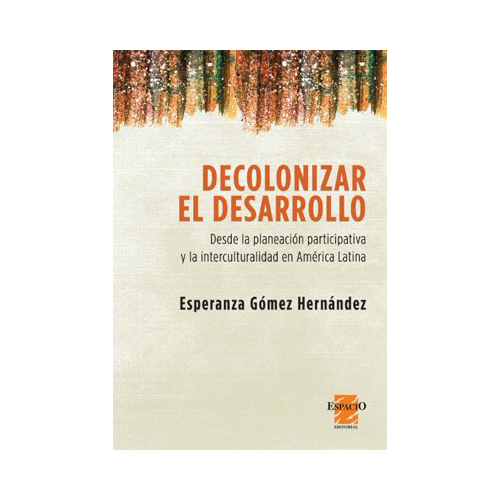 DECOLONIZAR
EL DESARROLLO
Desde la planeación participativa
y la interculturalidad en América Latina
Esperanza Gómez Hernández
ESPACIO
EDITORIAL